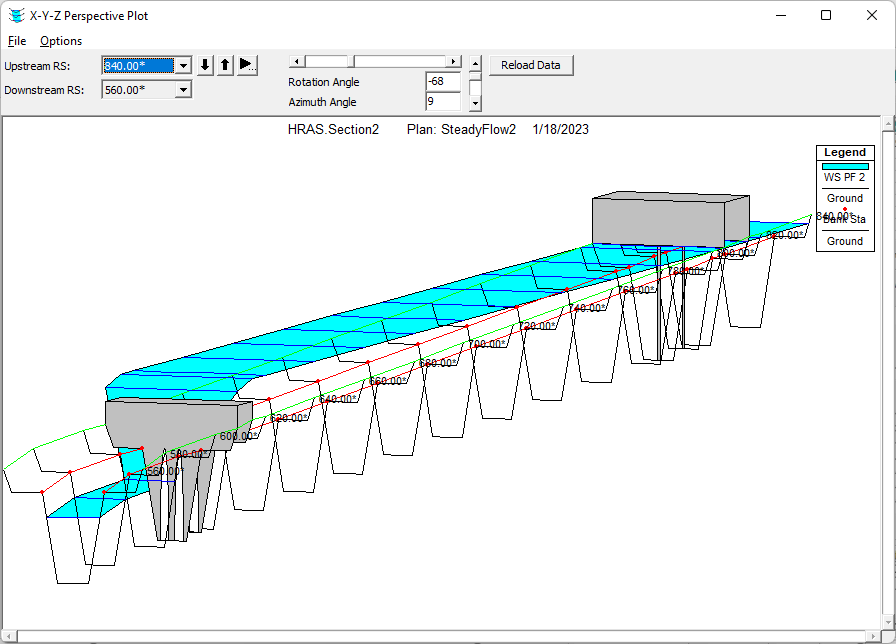 X-Y-Z Perspective Plot
File Options
Upstream RS: 840.00*
Downstream RS: 560.00*
Rotation Angle -68
Azimuth Angle 9
Reload Data
HRAS.Section2 Plan: SteadyFlow2 1/18/2023
Legend
WS PF 2
Ground
Bank Sta
Ground
840.00*
820.00*
800.00*
780.00*
760.00*
740.00*
720.00*
700.00*
680.00*
660.00*
640.00*
620.00*
600.00*
580.00*
560.00*